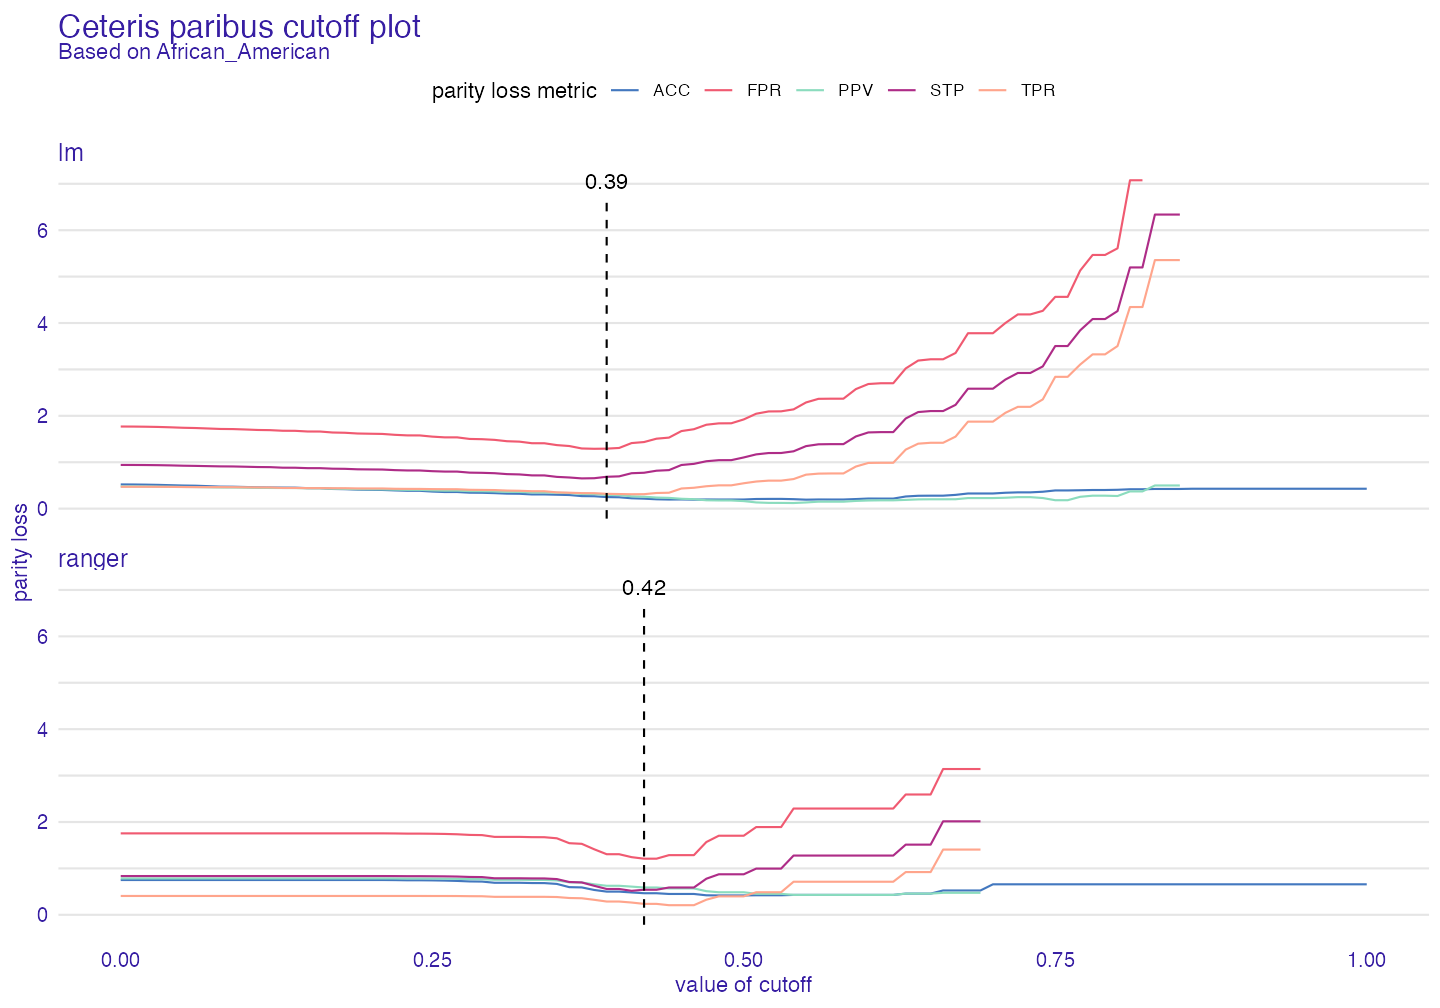 Ceteris paribus cutoff plot
Based on African_American
parity loss metric ACC FPR PPV STP TPR
lm
0.39
6
4
2
0
parity loss
ranger
0.42
6
4
2
0
0.00 0.25 0.50 0.75 1.00
value of cutoff